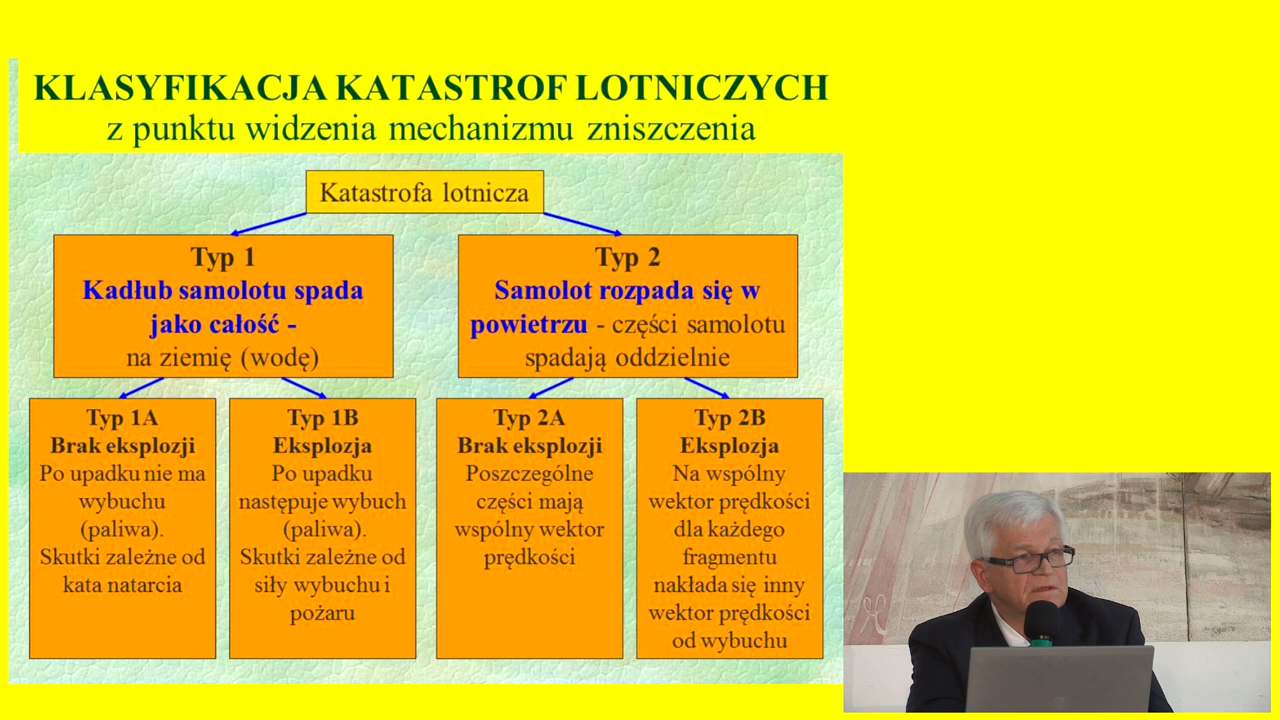 KLASYFIKACJA KATASTROF LOTNICZYCH
z punktu widzenia mechanizmu zniszczenia
Katastrofa lotnicza
Typ 1
Kadłub samolotu spada
jako całość -
na ziemię (wodę)
Typ 2
Samolot rozpada się w
powietrzu - części samolotu
spadają oddzielnie
Typ 1A
Brak eksplozji
Po upadku nie ma
wybuchu
(paliwa).
Skutki zależne od
kata natarcia
Typ 1B
Eksplozja
Po upadku
następuje wybuch
(paliwa).
Skutki zależne od
siły wybuchu i
pożaru
Typ 2A
Brak eksplozji
Poszczególne
części mają
wspólny wektor
prędkości
Typ 2B
Eksplozja
Na wspólny
wektor prędkości
dla każdego
fragmentu
nakłada się inny
wektor prędkości
od wybuchu